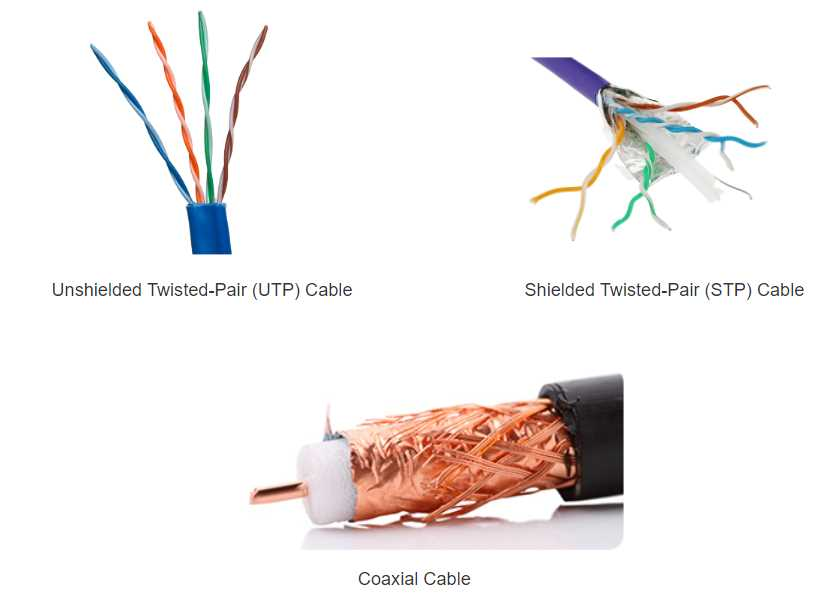 Unshielded Twisted-Pair (UTP) Cable
Shielded Twisted-Pair (STP) Cable
Coaxial Cable